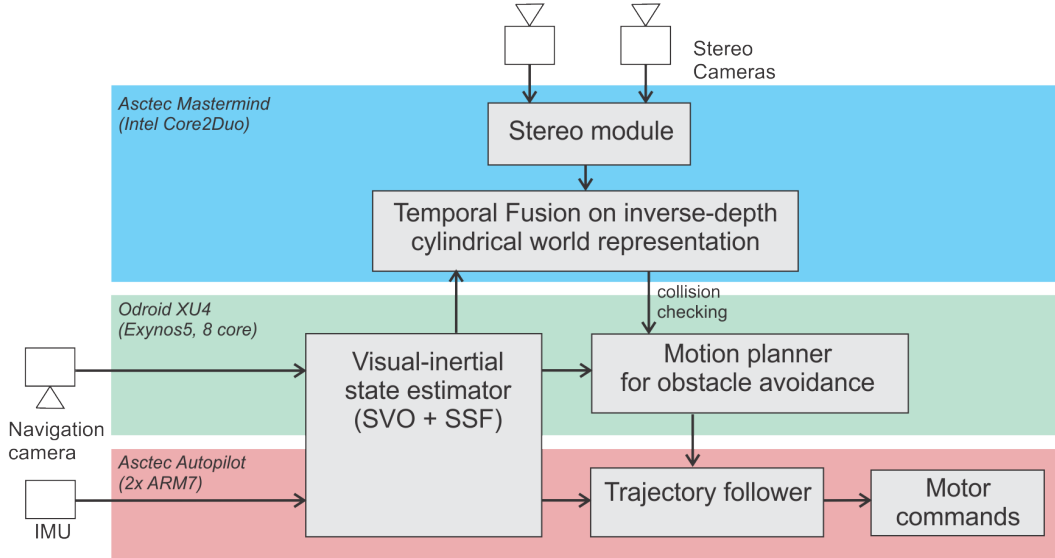 Stereo
Cameras
Asctec Mastermind
(Intel Core2Duo)
Stereo module
Temporal Fusion on inverse-depth
cylindrical world representation
collision
checking
Odroid XU4
(Exynos5, 8 core)
Visual-inertial
state estimator
(SVO + SSF)
Motion planner
for obstacle avoidance
Navigation
camera
Asctec Autopilot
(2x ARM7)
IMU
Trajectory follower
Motor
commands